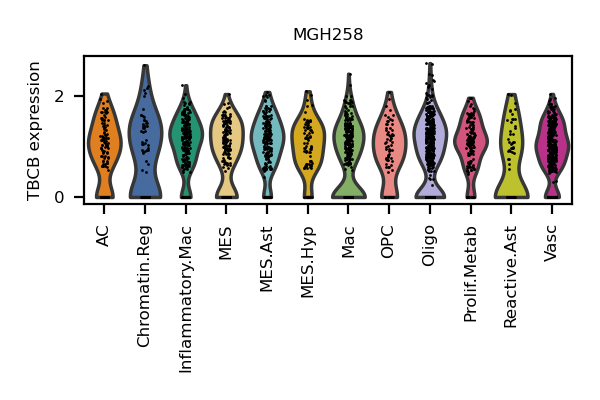 MGH258
TBCB expression
2
0
AC
Chromatin.Reg
Inflammatory.Mac
MES
MES.Ast
MES.Hyp
Mac
OPC
Oligo
Prolif.Metab
Reactive.Ast
Vasc